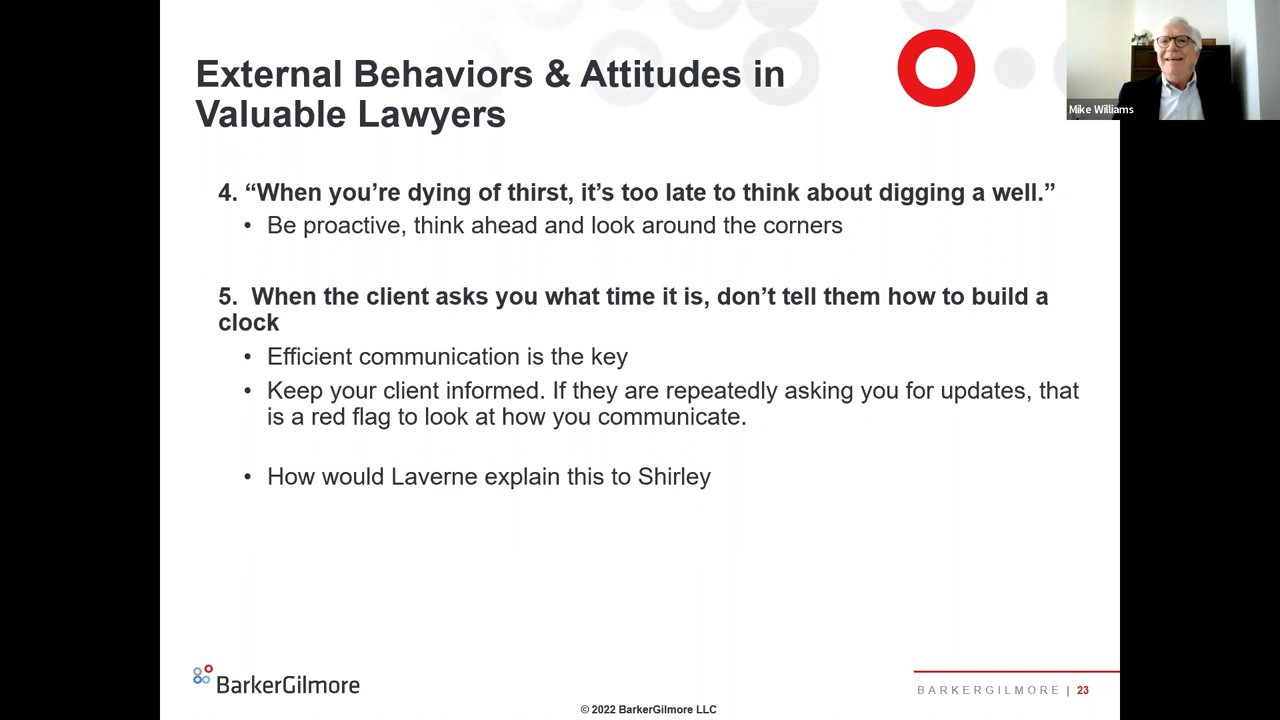 External Behaviors & Attitudes in
Valuable Lawyers
Mike Williams
4. “When you’re dying of thirst, it’s too late to think about digging a well.”
• Be proactive, think ahead and look around the corners
5. When the client asks you what time it is, don’t tell them how to build a
clock
• Efficient communication is the key
• Keep your client informed. If they are repeatedly asking you for updates, that
is a red flag to look at how you communicate.
• How would Laverne explain this to Shirley
BarkerGilmore
BARKERGILMORE | 23
© 2022 BarkerGilmore LLC